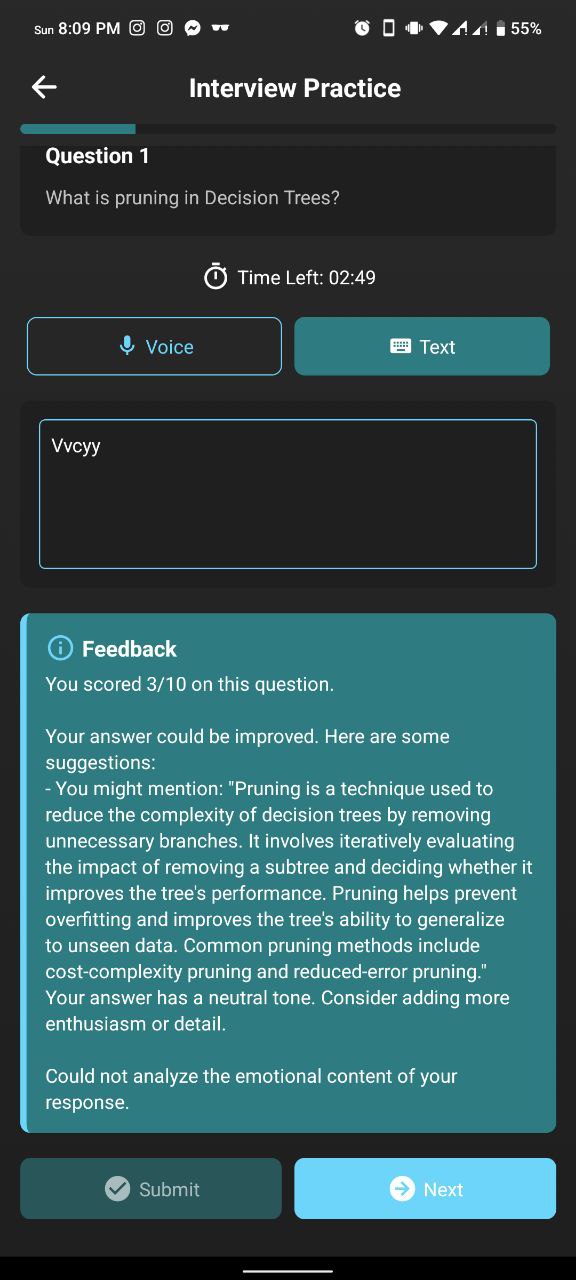 Sun 8:09 PM 55%
Interview Practice
Question 1
What is pruning in Decision Trees?
Time Left: 02:49
Voice
Text
Vvcyy
Feedback
You scored 3/10 on this question.
Your answer could be improved. Here are some
suggestions:
- You might mention: "Pruning is a technique used to
reduce the complexity of decision trees by removing
unnecessary branches. It involves iteratively evaluating
the impact of removing a subtree and deciding whether it
improves the tree's performance. Pruning helps prevent
overfitting and improves the tree's ability to generalize
to unseen data. Common pruning methods include
cost-complexity pruning and reduced-error pruning."
Your answer has a neutral tone. Consider adding more
enthusiasm or detail.
Could not analyze the emotional content of your
response.
Submit
Next